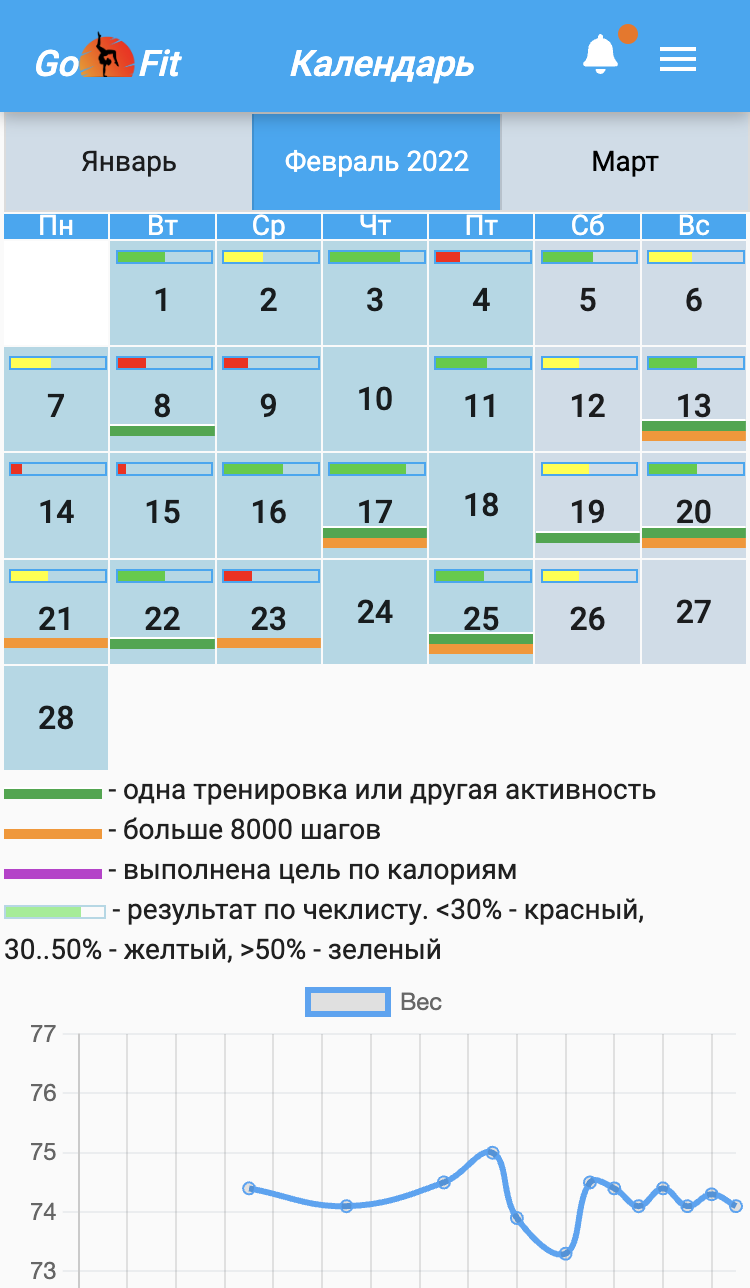 Go Fit Календарь
Январь Февраль 2022 Март
Пн Вт Ср Чт Пт Сб Вс
1 2 3 4 5 6
7 8 9 10 11 12 13
14 15 16 17 18 19 20
21 22 23 24 25 26 27
28
- одна тренировка или другая активность
- больше 8000 шагов
- выполнена цель по калориям
- результат по чеклисту. <30% - красный,
30..50% - желтый, >50% - зеленый
Вес
77
76
75
74
73